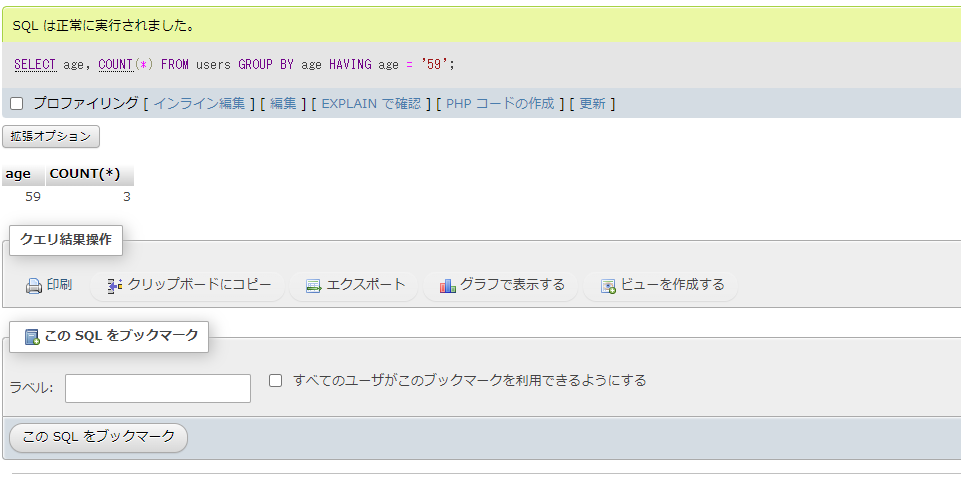 SQL は正常に実行されました。
SELECT age, COUNT(*) FROM users GROUP BY age HAVING age = '59';
プロファイリング [ インライン編集 ] [ 編集 ] [ EXPLAIN で確認 ] [ PHP コードの作成 ] [ 更新 ]
拡張オプション
age COUNT(*)
59 3
クエリ結果操作
印刷 クリップボードにコピー エクスポート グラフで表示する ビューを作成する
この SQL をブックマーク
ラベル: すべてのユーザがこのブックマークを利用できるようにする
この SQL をブックマーク